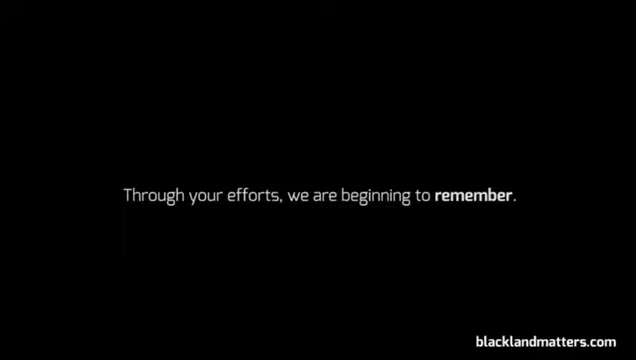 Through your efforts, we are beginning to remember.
blacklandmatters.com